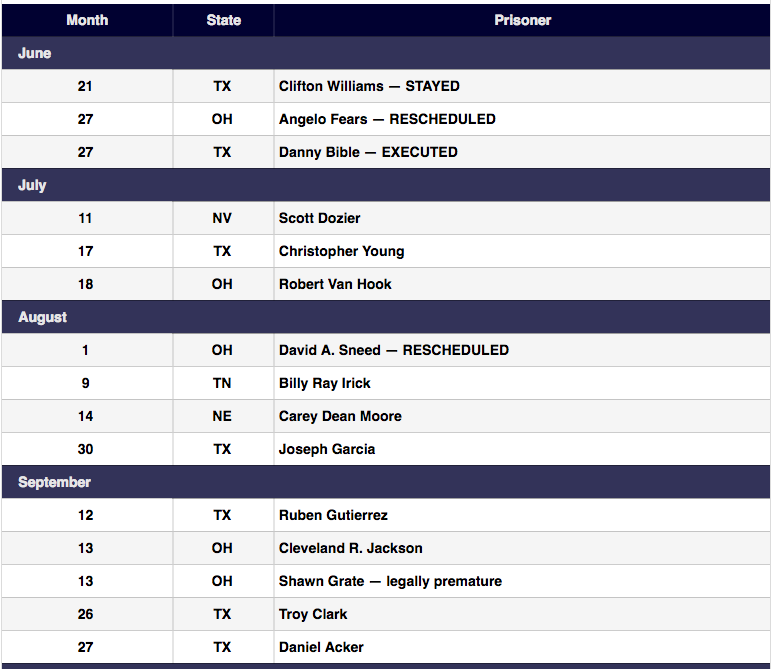 Month State Prisoner
June
21 TX Clifton Williams — STAYED
27 OH Angelo Fears — RESCHEDULED
27 TX Danny Bible — EXECUTED
July
11 NV Scott Dozier
17 TX Christopher Young
18 OH Robert Van Hook
August
1 OH David A. Sneed — RESCHEDULED
9 TN Billy Ray Irick
14 NE Carey Dean Moore
30 TX Joseph Garcia
September
12 TX Ruben Gutierrez
13 OH Cleveland R. Jackson
13 OH Shawn Grate — legally premature
26 TX Troy Clark
27 TX Daniel Acker